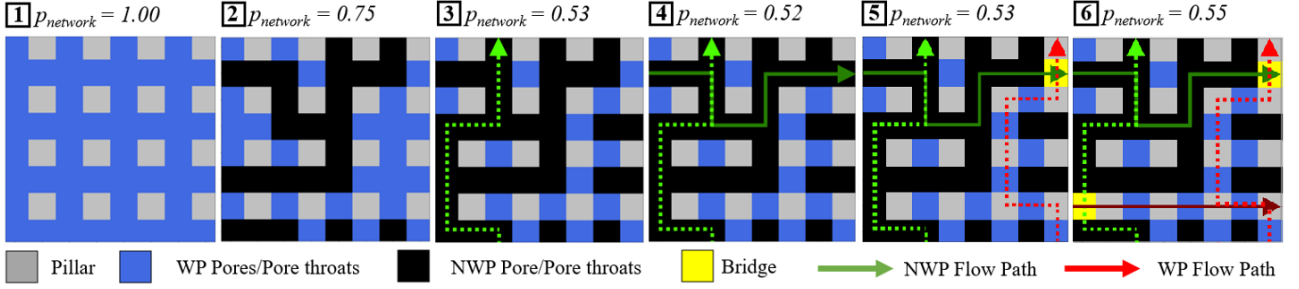 1 p_network = 1.00
2 p_network = 0.75
3 p_network = 0.53
4 p_network = 0.52
5 p_network = 0.53
6 p_network = 0.55
Pillar
WP Pores/Pore throats
NWP Pore/Pore throats
Bridge
NWP Flow Path
WP Flow Path